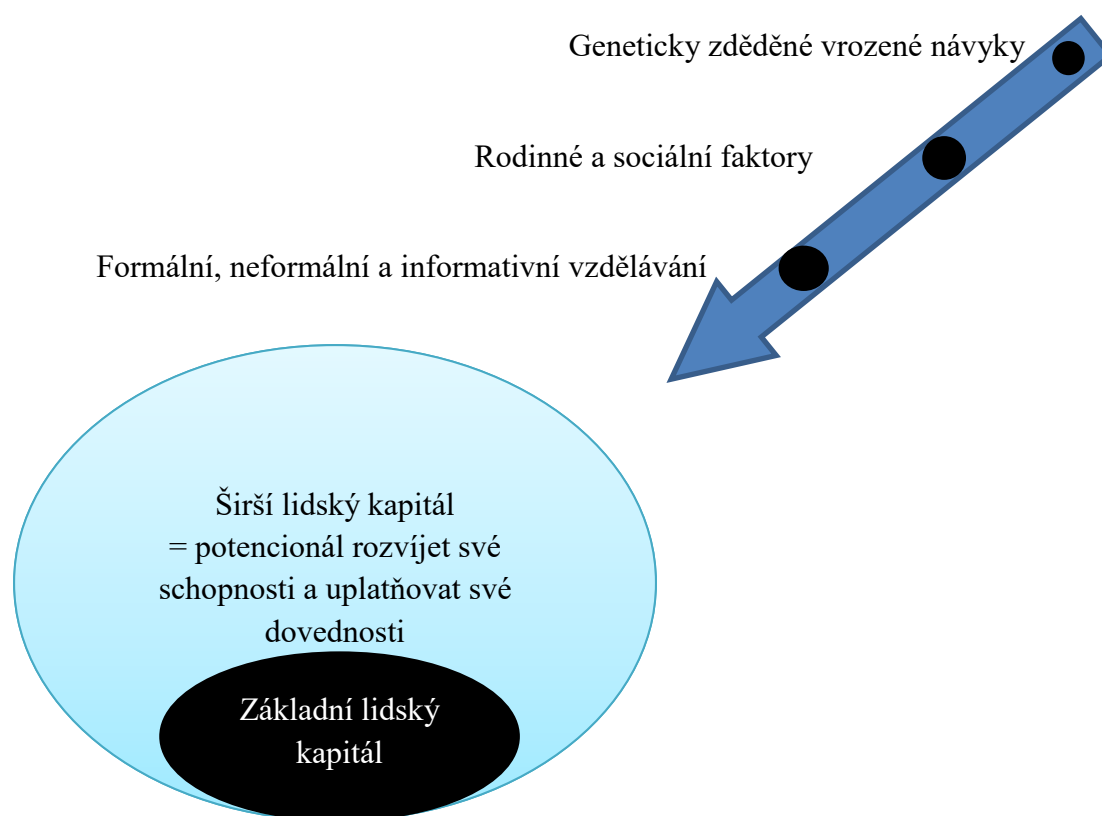 Geneticky zděděné vrozené návyky
Rodinné a sociální faktory
Formální, neformální a informativní vzdělávání
Širší lidský kapitál
= potencionál rozvíjet své
schopnosti a uplatňovat své
dovednosti
Základní lidský
kapitál